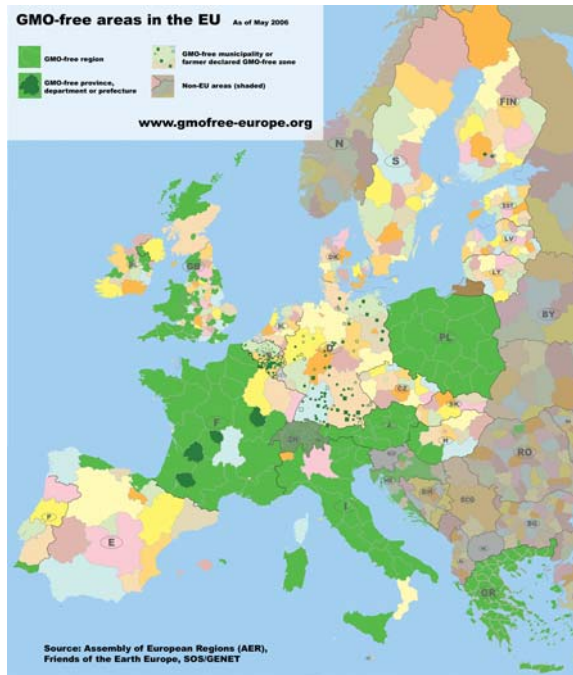 GMO-free areas in the EU As of May 2006
GMO-free region
GMO-free municipality or
farmer declared GMO-free zone
GMO-free province,
department or prefecture
Non-EU areas (shaded)
www.gmofree-europe.org
FIN
N
S
EST
LV
DK
LT
GB
BY
D
PL
CZ
SK
F
CH
A
H
RO
I
P
E
BG
GR
Source: Assembly of European Regions (AER),
Friends of the Earth Europe, SOS/GENET